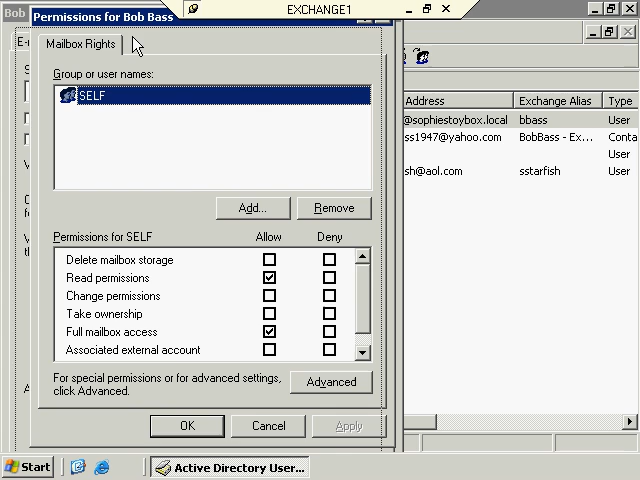 EXCHANGE1
Bob
Permissions for Bob Bass
E-
Mailbox Rights
Group or user names:
SELF
Add...
Remove
Permissions for SELF
Allow
Deny
Delete mailbox storage
Read permissions
Change permissions
Take ownership
Full mailbox access
Associated external account
For special permissions or for advanced settings,
click Advanced.
Advanced
OK
Cancel
Apply
Address
Exchange Alias
Type
@sophiestoybox.local
bbass
User
ss1947@yahoo.com
BobBass - Ex...
Conta
User
sh@aol.com
sstarfish
User
Start
Active Directory User...